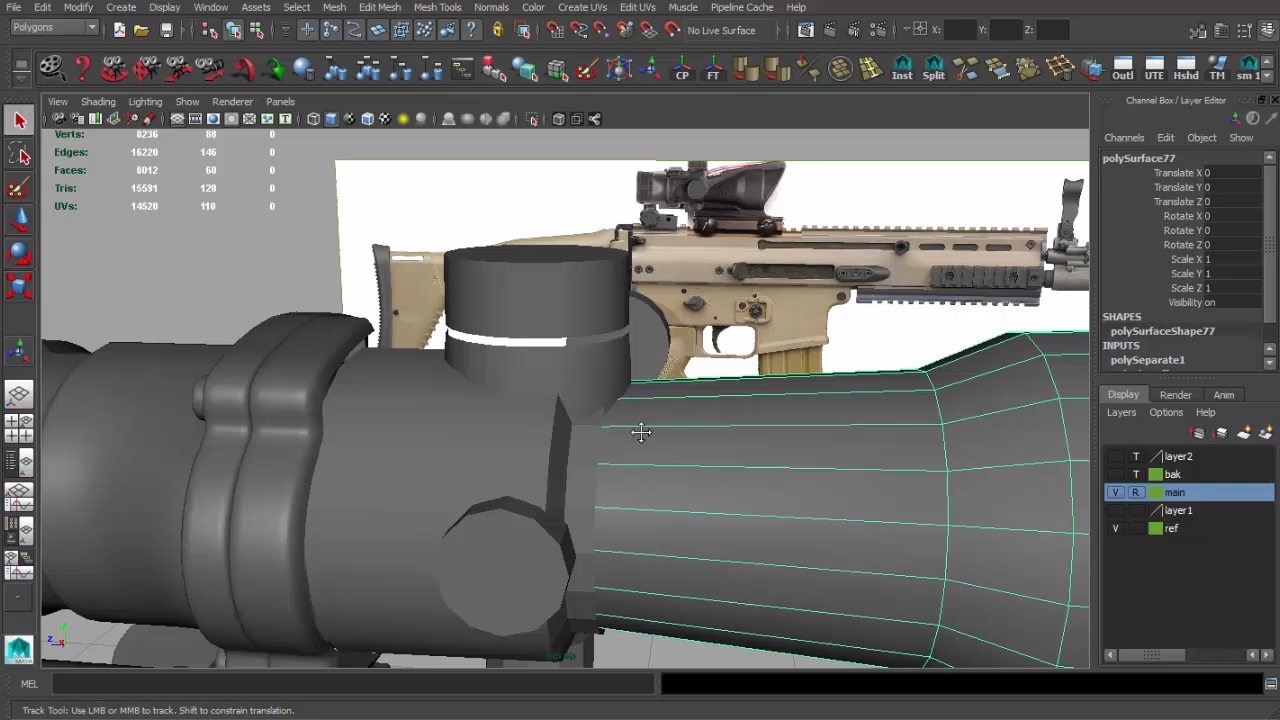 File Edit Modify Create Display Window Assets Select Mesh Edit Mesh Mesh Tools Normals Color Create UVs Edit UVs Muscle Pipeline Cache Help
Polygons No Live Surface X: Y: Z:
CP FT Inst Split Outl UTE Hshd TM sm 1
View Shading Lighting Show Renderer Panels
Channel Box / Layer Editor
Channels Edit Object Show
Verts: 8236 88 0
Edges: 16220 146 0
Faces: 8012 60 0
Tris: 15591 120 0
UVs: 14520 110 0
polySurface77
Translate X 0
Translate Y 0
Translate Z 0
Rotate X 0
Rotate Y 0
Rotate Z 0
Scale X 1
Scale Y 1
Scale Z 1
Visibility on
SHAPES
polySurfaceShape77
INPUTS
polySeparate1
Display Render Anim
Layers Options Help
T layer2
T bak
V R main
layer1
V ref
z x y
MAYA
MEL
Track Tool: Use LMB or MMB to track. Shift to constrain translation.